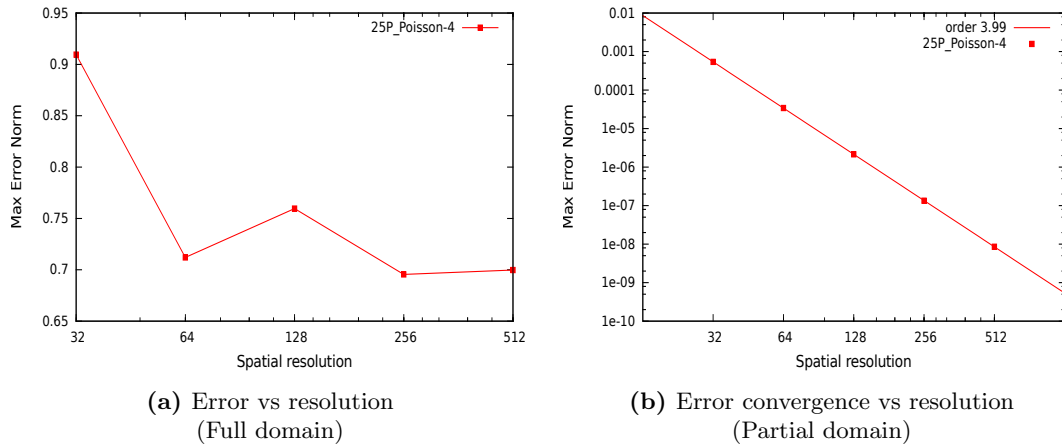 0.95
0.9
0.85
0.8
0.75
0.7
0.65
32
64
128
256
512
Max Error Norm
Spatial resolution
25P_Poisson-4
(a) Error vs resolution
(Full domain)
0.01
0.001
0.0001
1e-05
1e-06
1e-07
1e-08
1e-09
1e-10
32
64
128
256
512
Max Error Norm
Spatial resolution
order 3.99
25P_Poisson-4
(b) Error convergence vs resolution
(Partial domain)